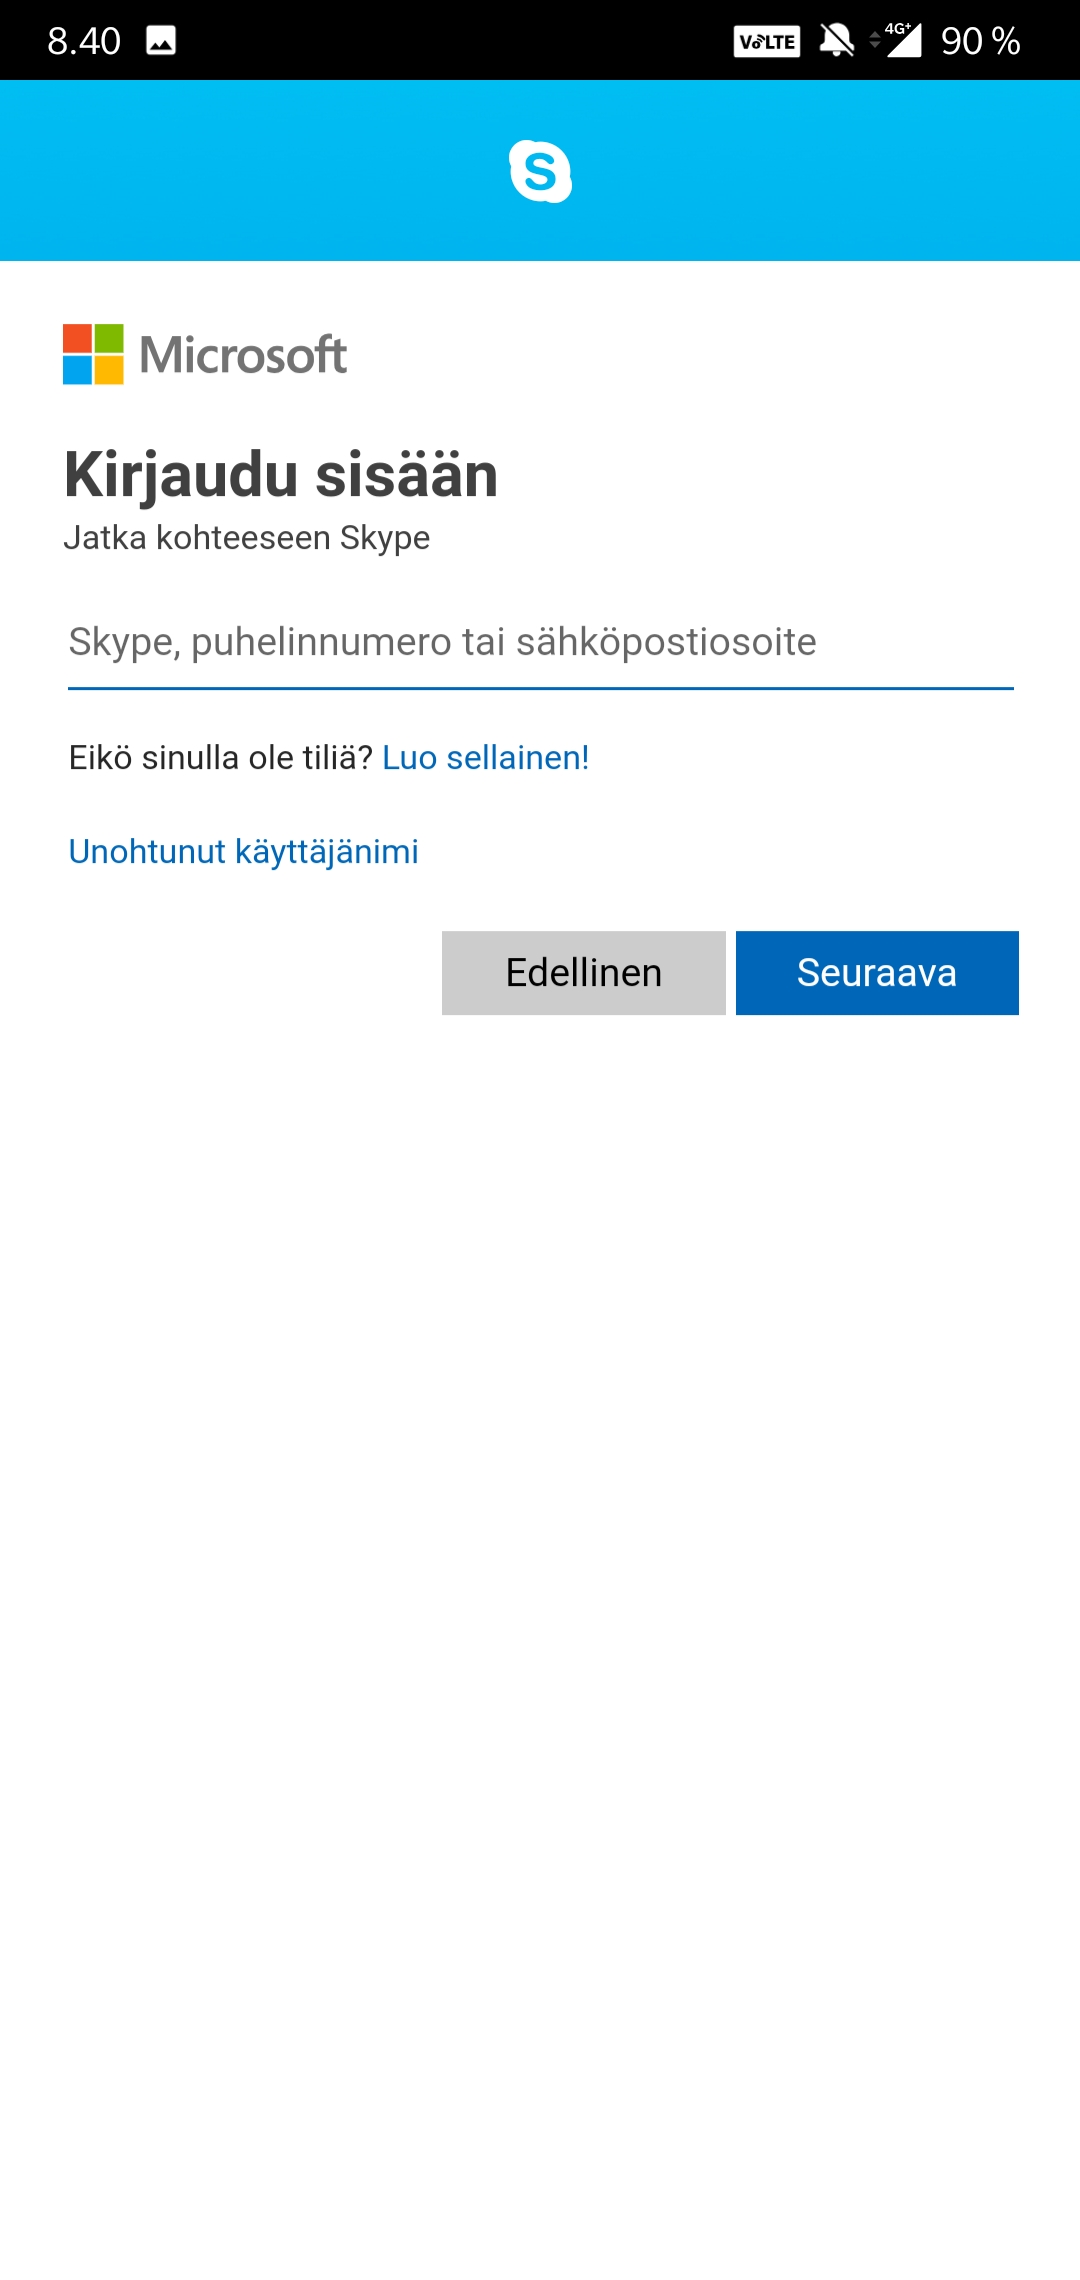 8.40 VoLTE 4G+ 90 %
S
Microsoft
Kirjaudu sisään
Jatka kohteeseen Skype
Skype, puhelinnumero tai sähköpostiosoite
Eikö sinulla ole tiliä? Luo sellainen!
Unohtunut käyttäjänimi
Edellinen Seuraava